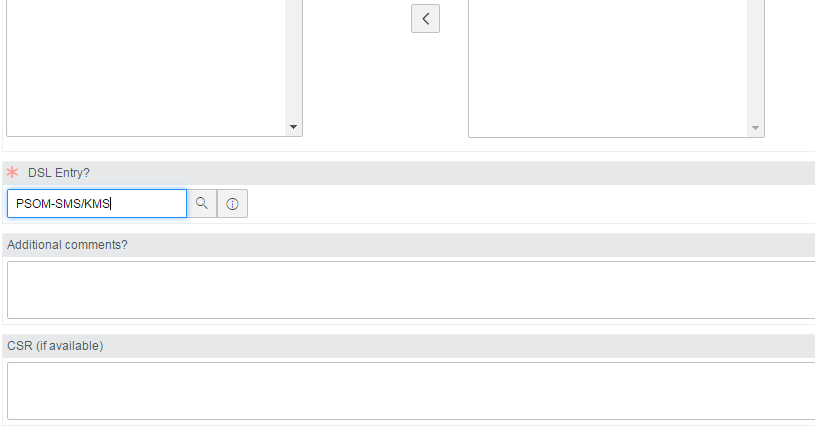 DSL Entry?
PSOM-SMS/KMS
Additional comments?
CSR (if available)